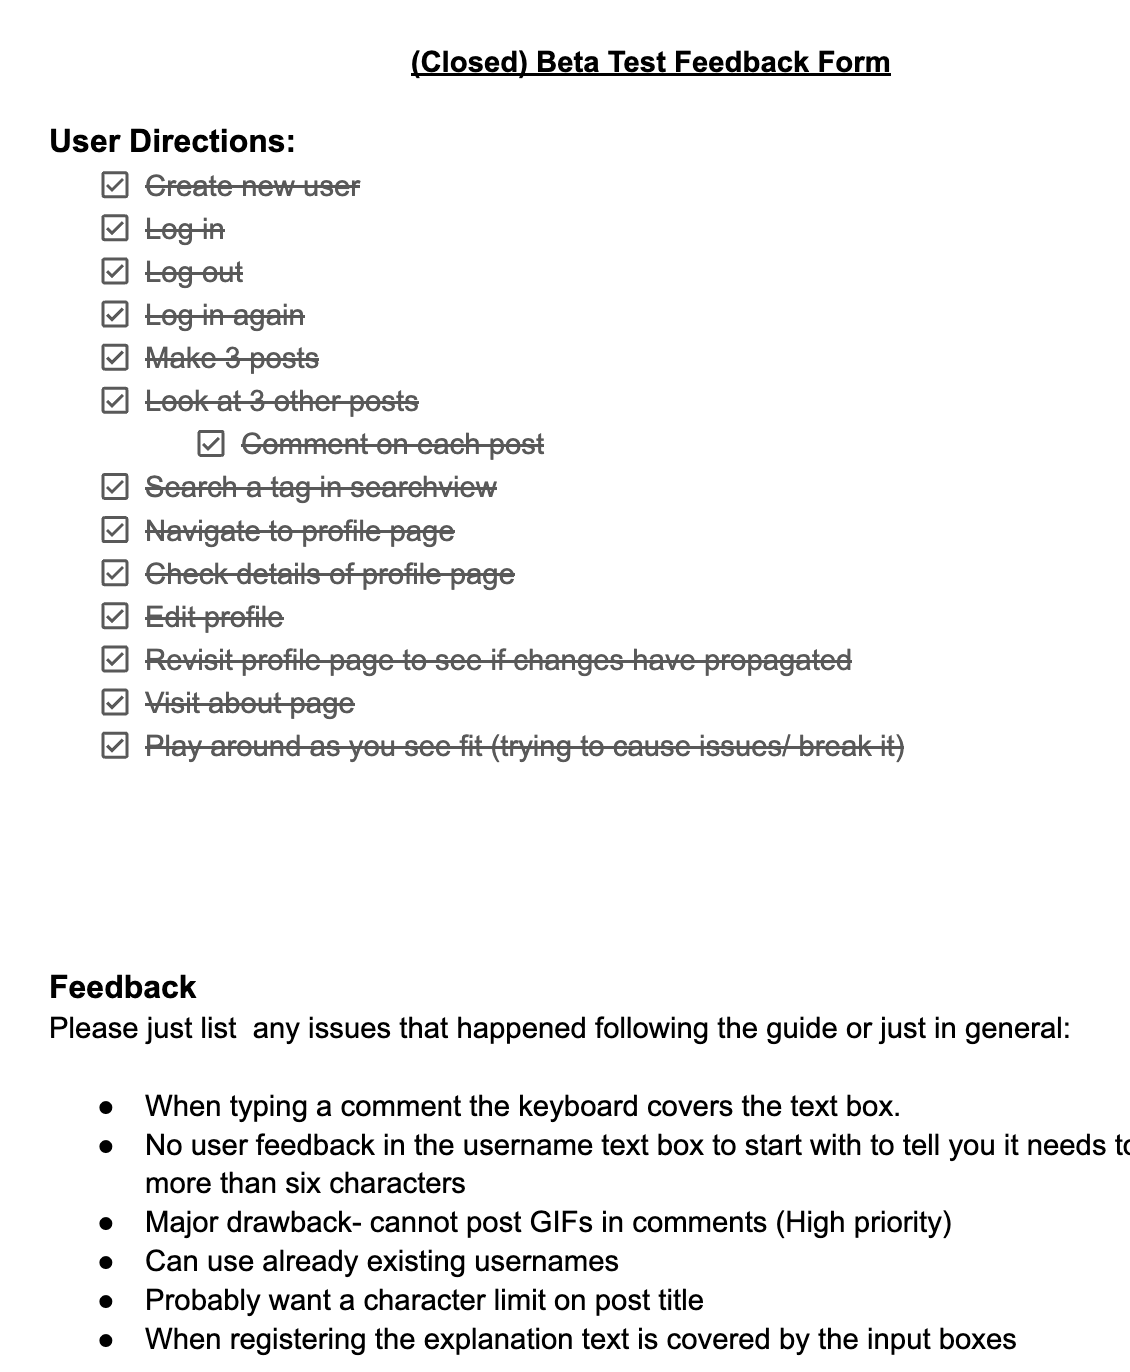 (Closed) Beta Test Feedback Form
User Directions:
Create new user
Log in
Log out
Log in again
Make 3 posts
Look at 3 other posts
Comment on each post
Search a tag in searchview
Navigate to profile page
Check details of profile page
Edit profile
Revisit profile page to see if changes have propagated
Visit about page
Play around as you see fit (trying to cause issues/ break it)
Feedback
Please just list  any issues that happened following the guide or just in general:
● When typing a comment the keyboard covers the text box.
● No user feedback in the username text box to start with to tell you it needs
more than six characters
● Major drawback- cannot post GIFs in comments (High priority)
● Can use already existing usernames
● Probably want a character limit on post title
● When registering the explanation text is covered by the input boxes